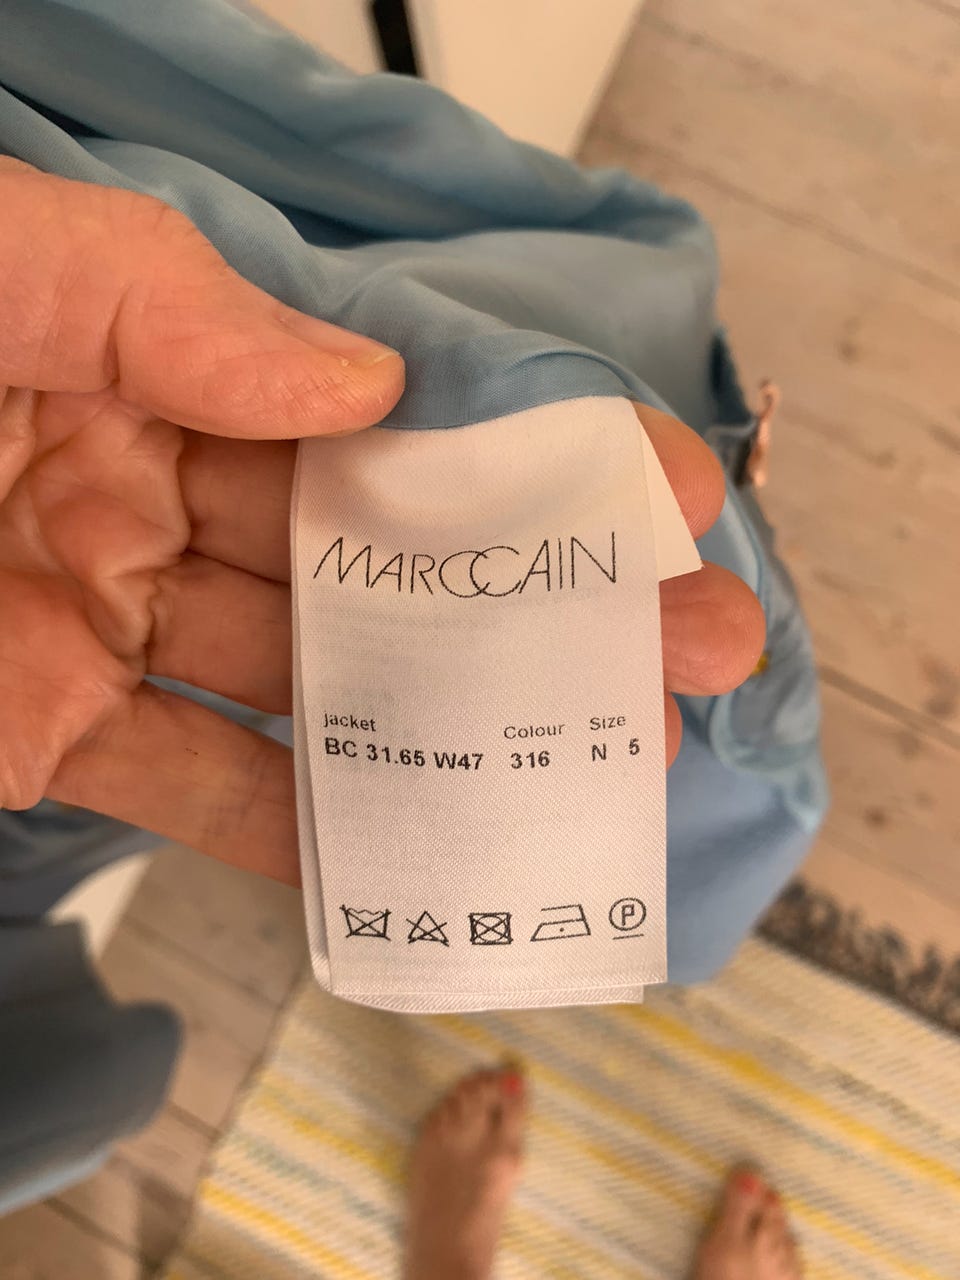 MARCCAIN
jacket Colour Size
BC 31.65 W47 316 N 5
P